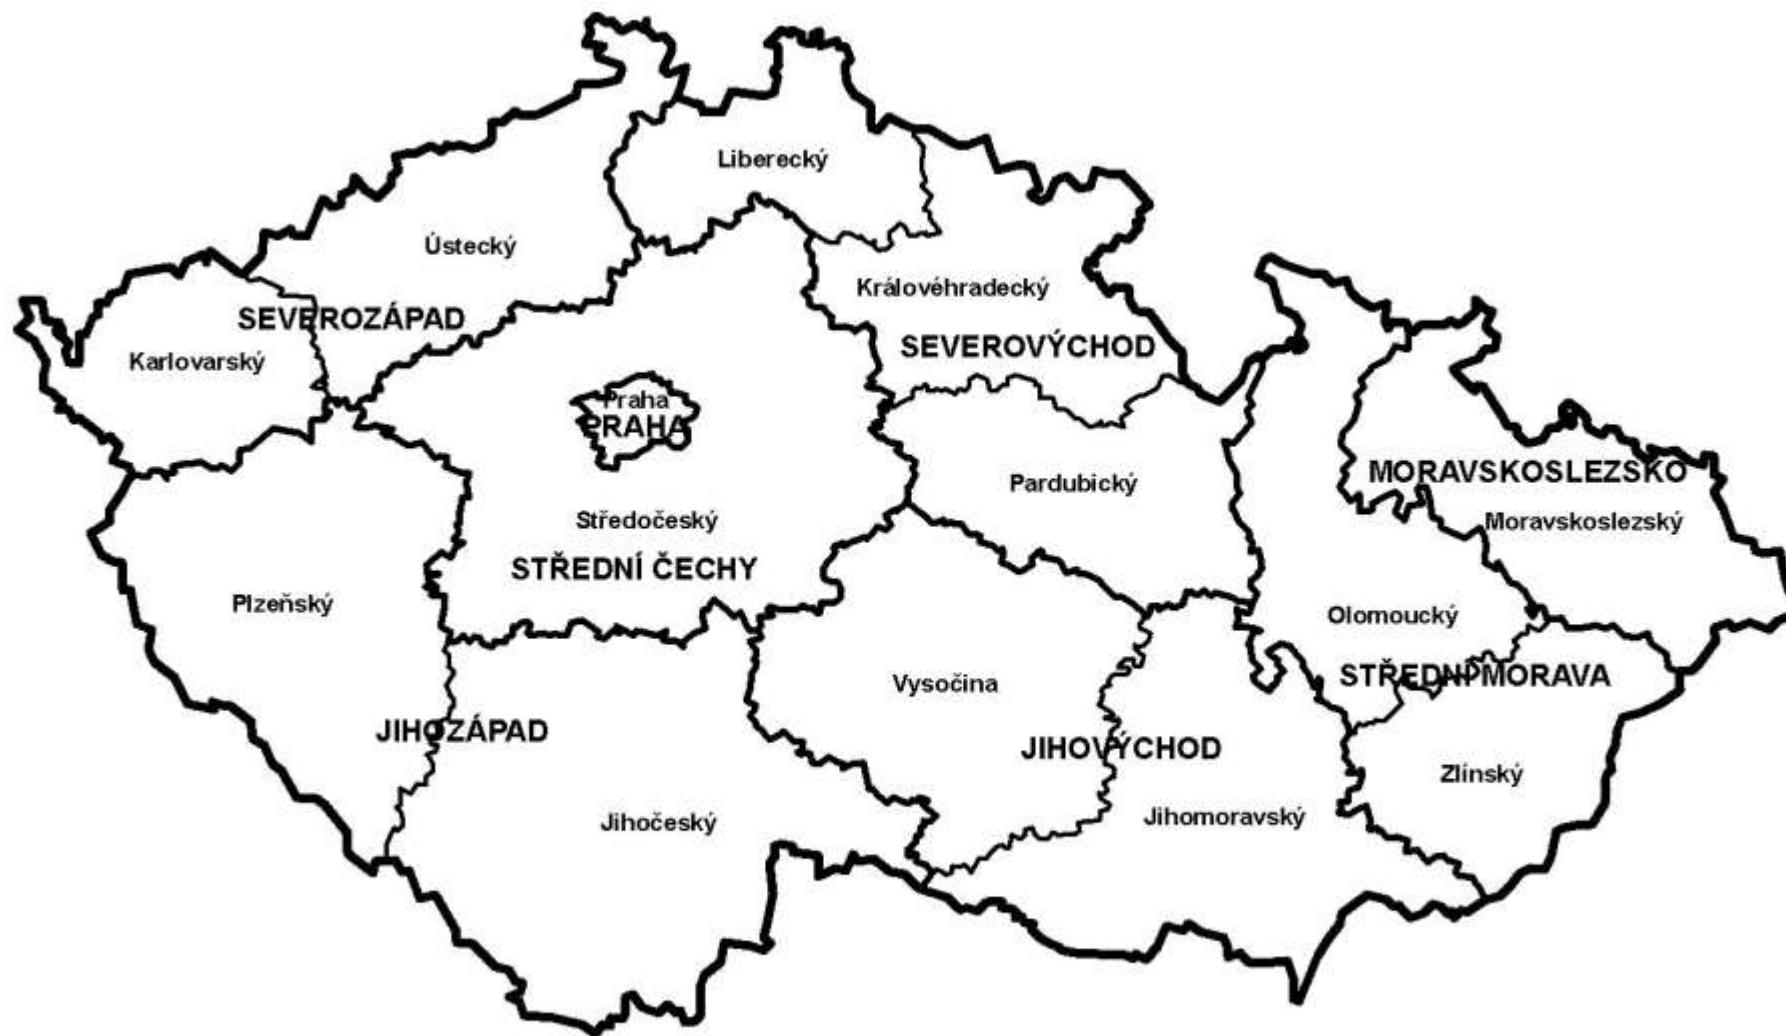 Liberecký
Ústecký
Královéhradecký
SEVEROZÁPAD
SEVEROVÝCHOD
Karlovarský
Praha
PRAHA
MORAVSKOSLEZSKO
Pardubický
Středočeský
Moravskoslezský
STŘEDNÍ ČECHY
Plzeňský
Olomoucký
STŘEDNÍ MORAVA
Vysočina
JIHOZÁPAD
JIHOVÝCHOD
Zlínský
Jihočeský
Jihomoravský